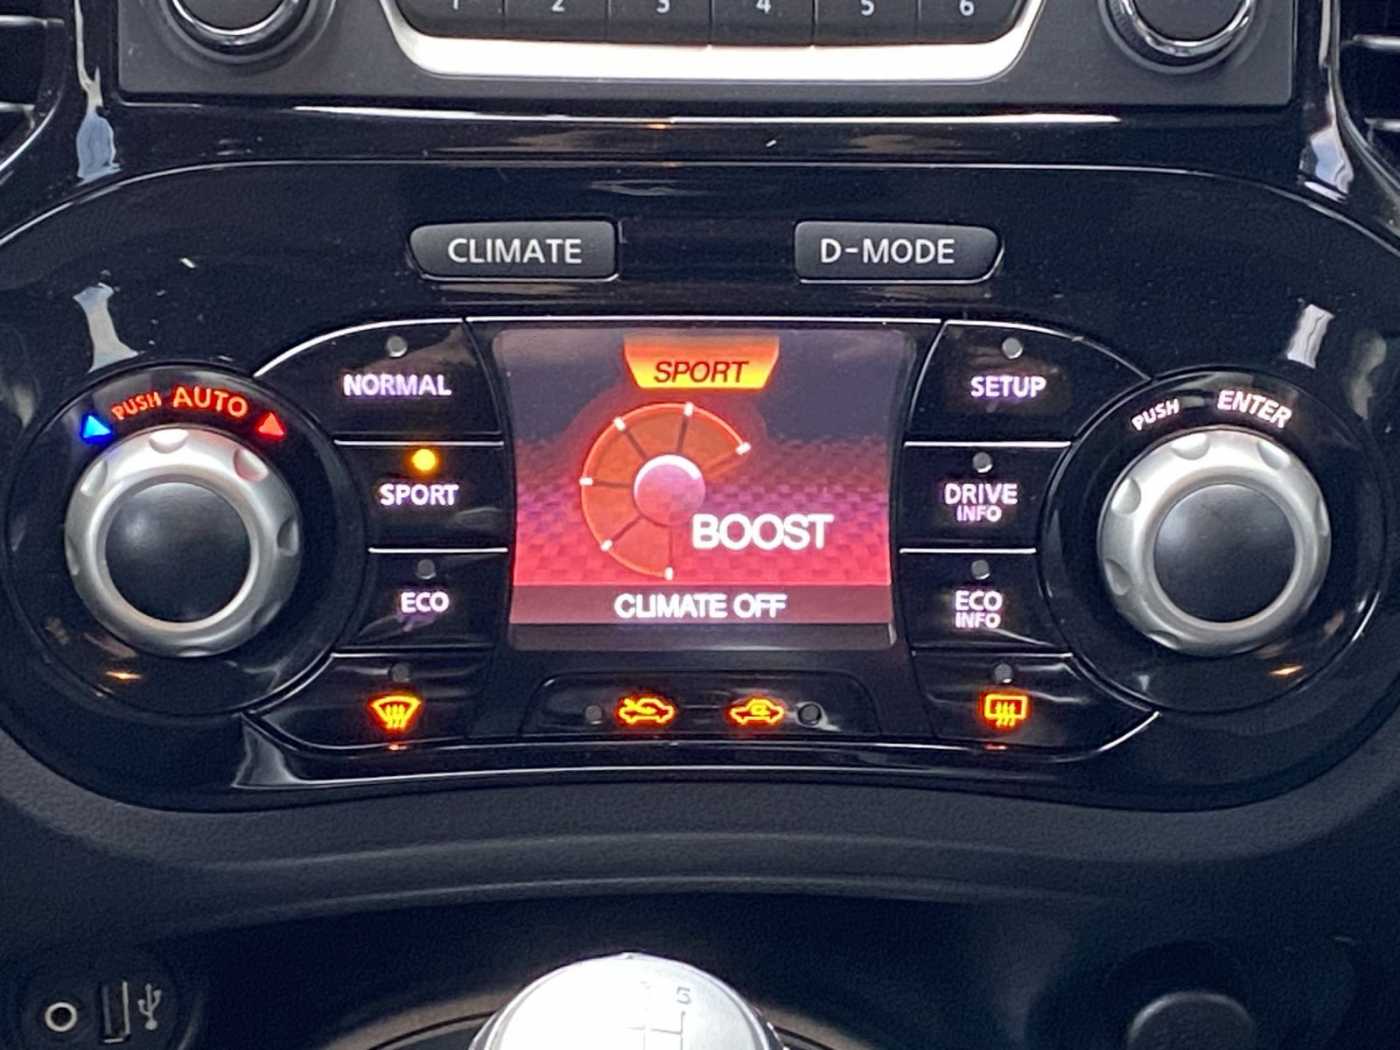 1 2 3 4 5 6
CLIMATE
D-MODE
PUSH AUTO
NORMAL
SPORT
ECO
SPORT
BOOST
CLIMATE OFF
SETUP
DRIVE
INFO
ECO
INFO
PUSH ENTER
5